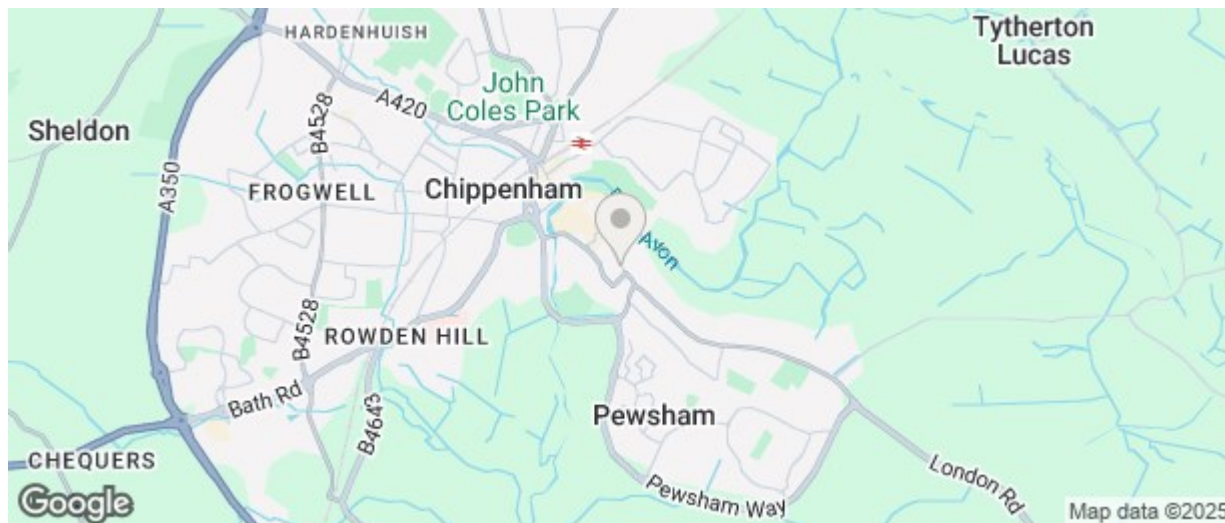 HARDENHUISH
Tytherton
Lucas
John
Coles Park
A420
B4528
Sheldon
A350
FROGWELL
Chippenham
Avon
B4528
ROWDEN HILL
Bath Rd
B4643
Pewsham
CHEQUERS
London Rd
Pewsham Way
Google
Map data ©2025